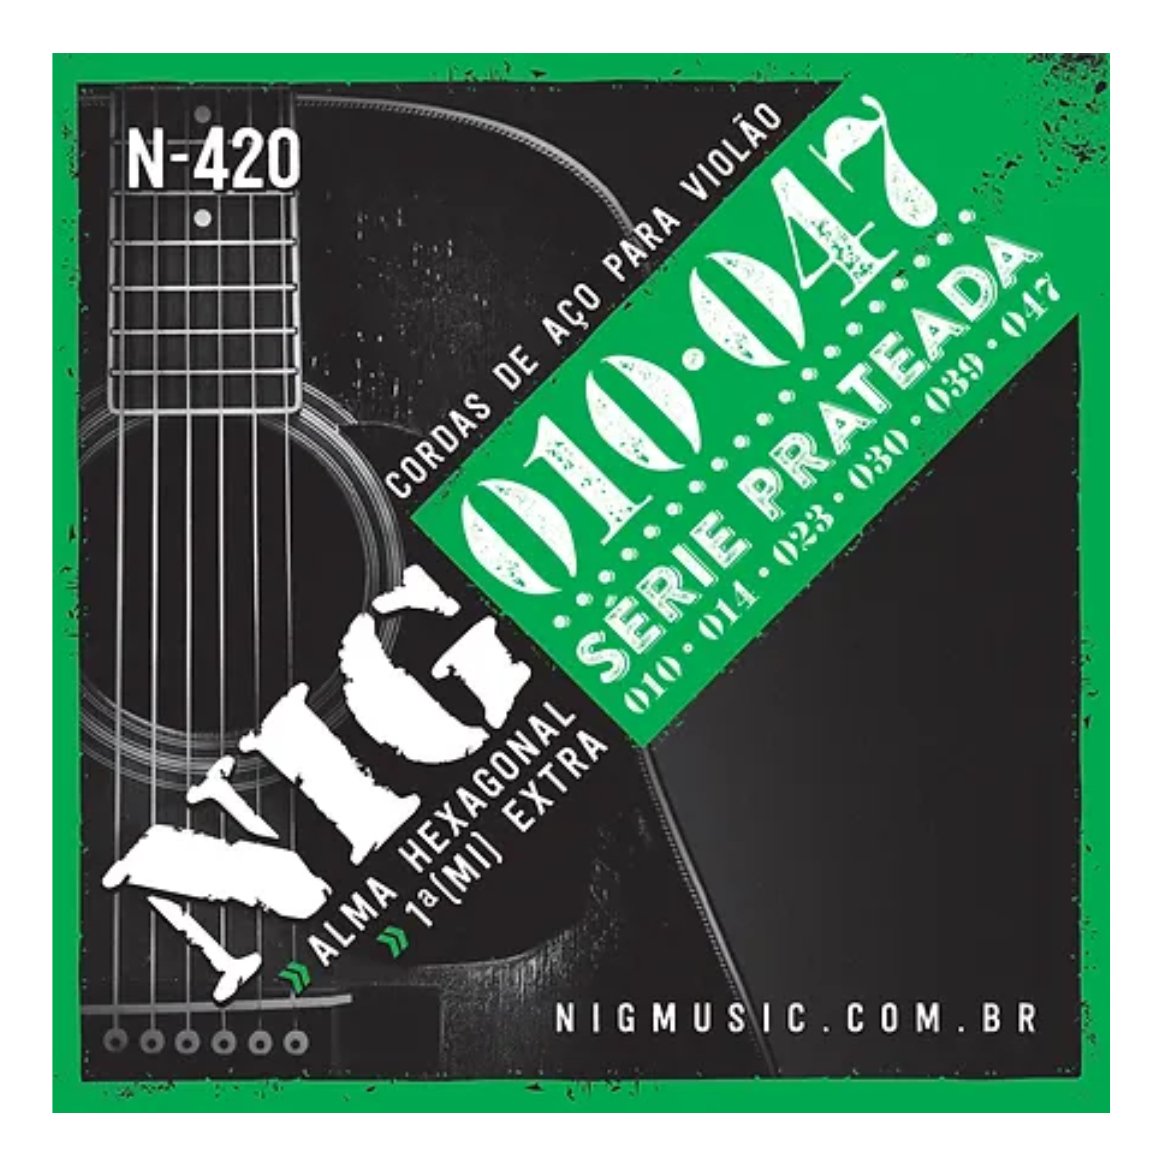 N-420
CORDAS DE AÇO PARA VIOLÃO
010·047
SÉRIE PRATEADA
010 · 014 · 023 · 030 · 039 · 047
NIG
» ALMA HEXAGONAL
» 1ª(MI) EXTRA
NIGMUSIC.COM.BR